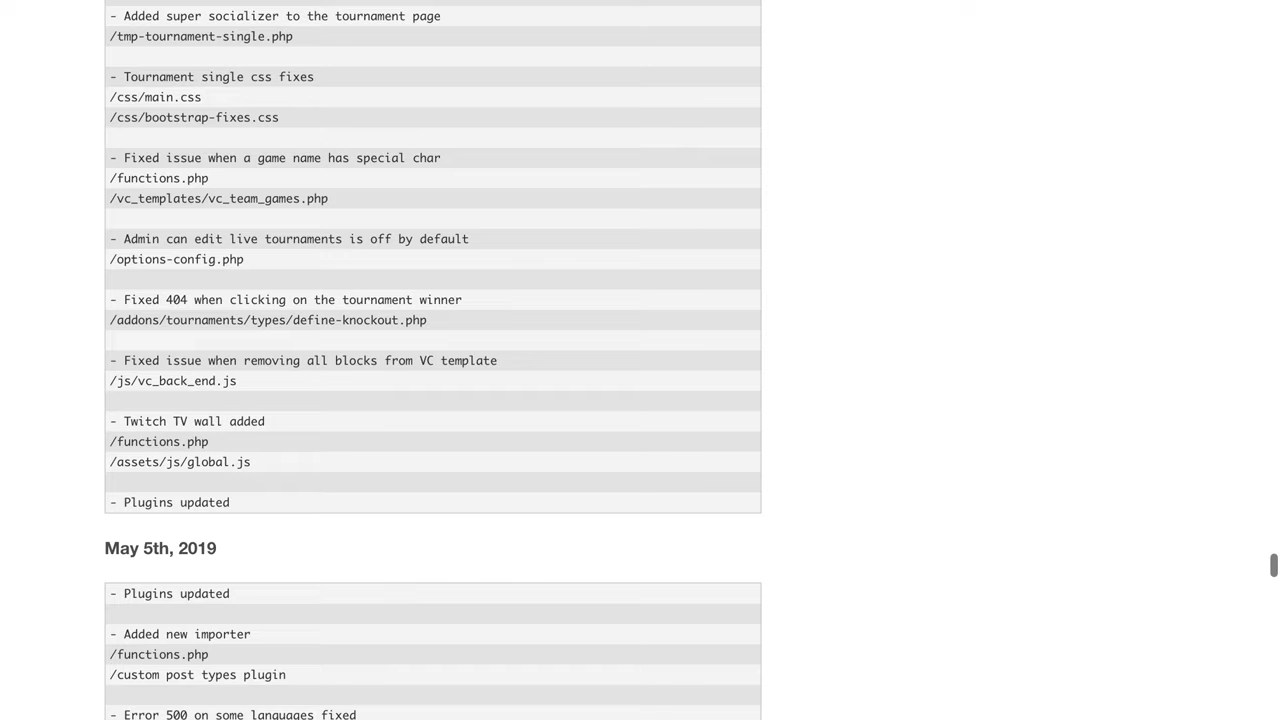 - Added super socializer to the tournament page
/tmp-tournament-single.php
- Tournament single css fixes
/css/main.css
/css/bootstrap-fixes.css
- Fixed issue when a game name has special char
/functions.php
/vc_templates/vc_team_games.php
- Admin can edit live tournaments is off by default
/options-config.php
- Fixed 404 when clicking on the tournament winner
/addons/tournaments/types/define-knockout.php
- Fixed issue when removing all blocks from VC template
/js/vc_back_end.js
- Twitch TV wall added
/functions.php
/assets/js/global.js
- Plugins updated
May 5th, 2019
- Plugins updated
- Added new importer
/functions.php
/custom post types plugin
- Error 500 on some languages fixed